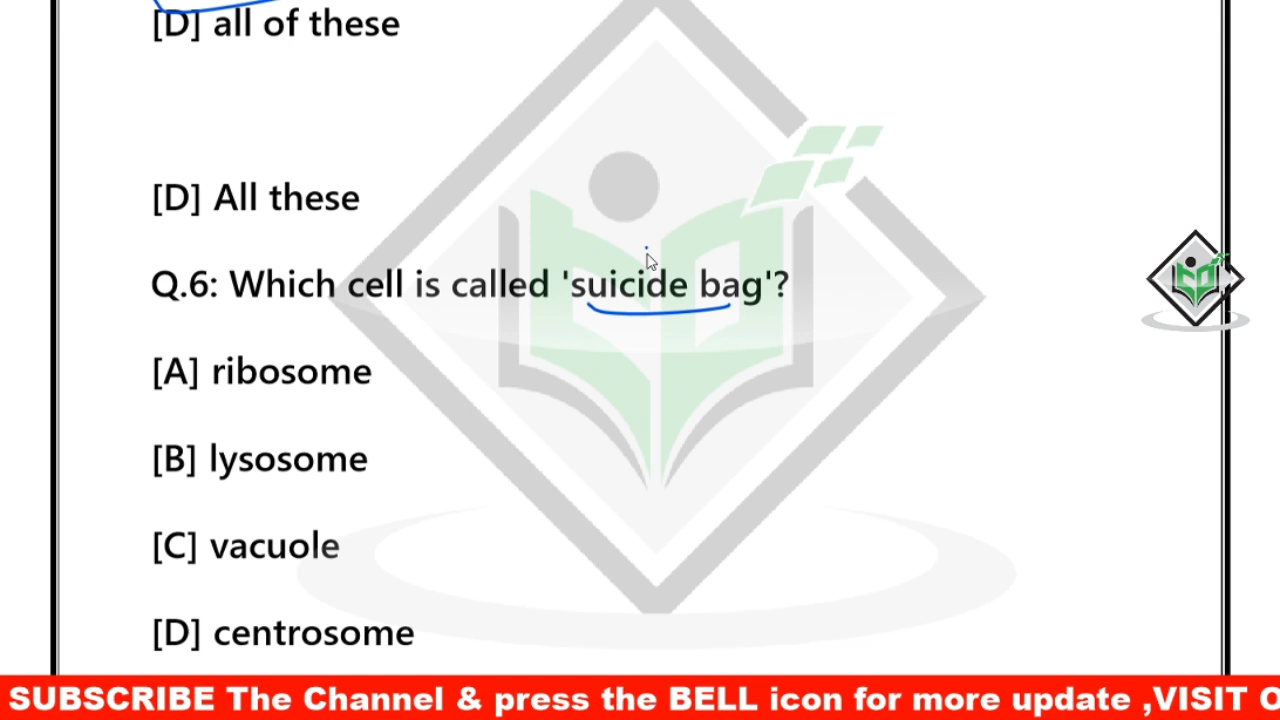 [D] all of these
[D] All these
Q.6: Which cell is called 'suicide bag'?
[A] ribosome
[B] lysosome
[C] vacuole
[D] centrosome
SUBSCRIBE The Channel & press the BELL icon for more update ,VISIT O